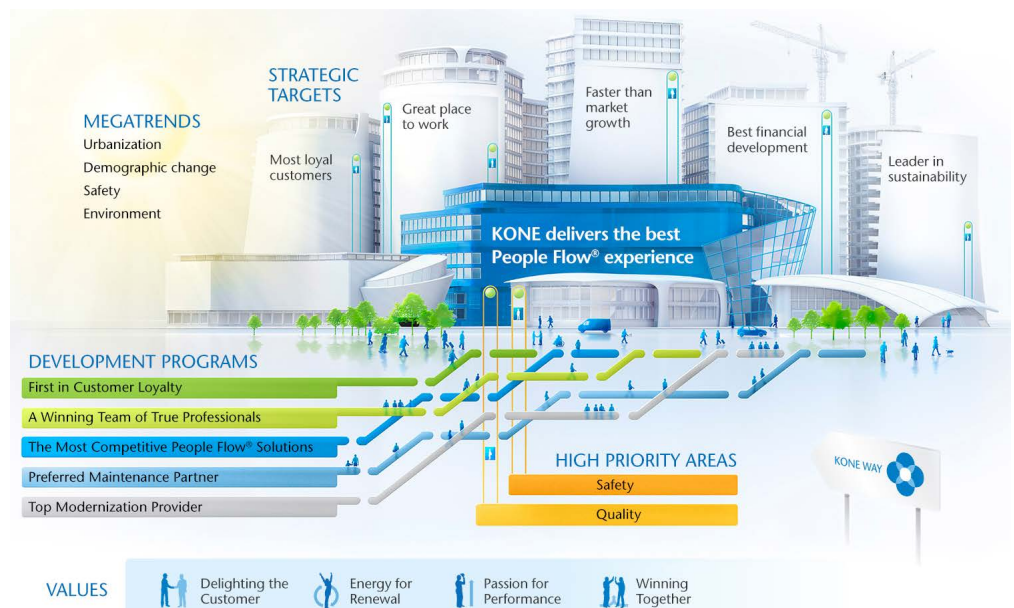 STRATEGIC
TARGETS
MEGATRENDS
Urbanization
Demographic change
Safety
Environment
Most loyal
customers
Great place
to work
Faster than
market
growth
Best financial
development
Leader in
sustainability
KONE delivers the best
People Flow® experience
DEVELOPMENT PROGRAMS
First in Customer Loyalty
A Winning Team of True Professionals
The Most Competitive People Flow® Solutions
Preferred Maintenance Partner
Top Modernization Provider
HIGH PRIORITY AREAS
Safety
Quality
KONE WAY
VALUES
Delighting the
Customer
Energy for
Renewal
Passion for
Performance
Winning
Together